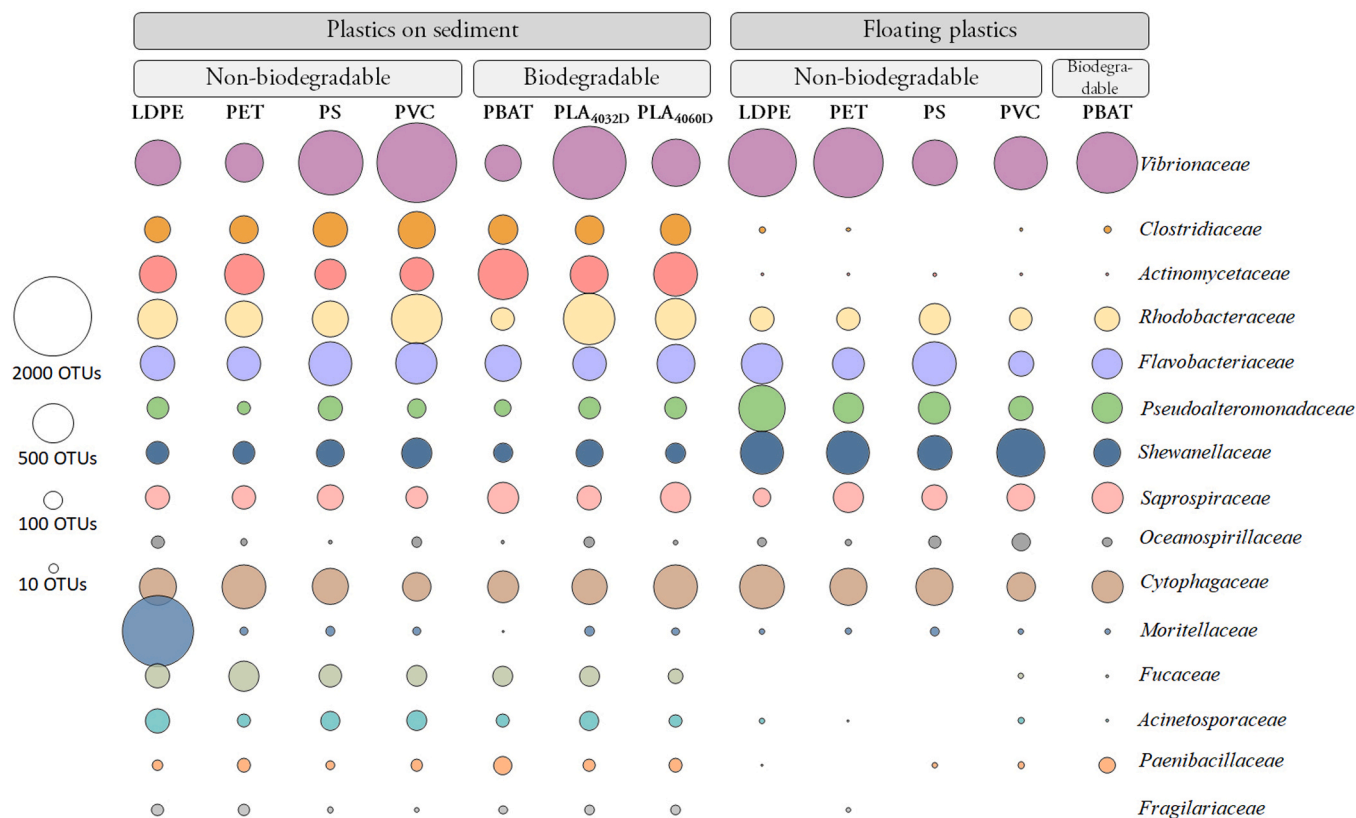 Plastics on sediment Floating plastics
Non-biodegradable Biodegradable Non-biodegradable Biodegra-
dable
LDPE PET PS PVC PBAT PLA4032D PLA4060D LDPE PET PS PVC PBAT
Vibrionaceae
Clostridiaceae
Actinomycetaceae
Rhodobacteraceae
2000 OTUs Flavobacteriaceae
Pseudoalteromonadaceae
500 OTUs Shewanellaceae
Saprospiraceae
100 OTUs
Oceanospirillaceae
10 OTUs Cytophagaceae
Moritellaceae
Fucaceae
Acinetosporaceae
Paenibacillaceae
Fragilariaceae